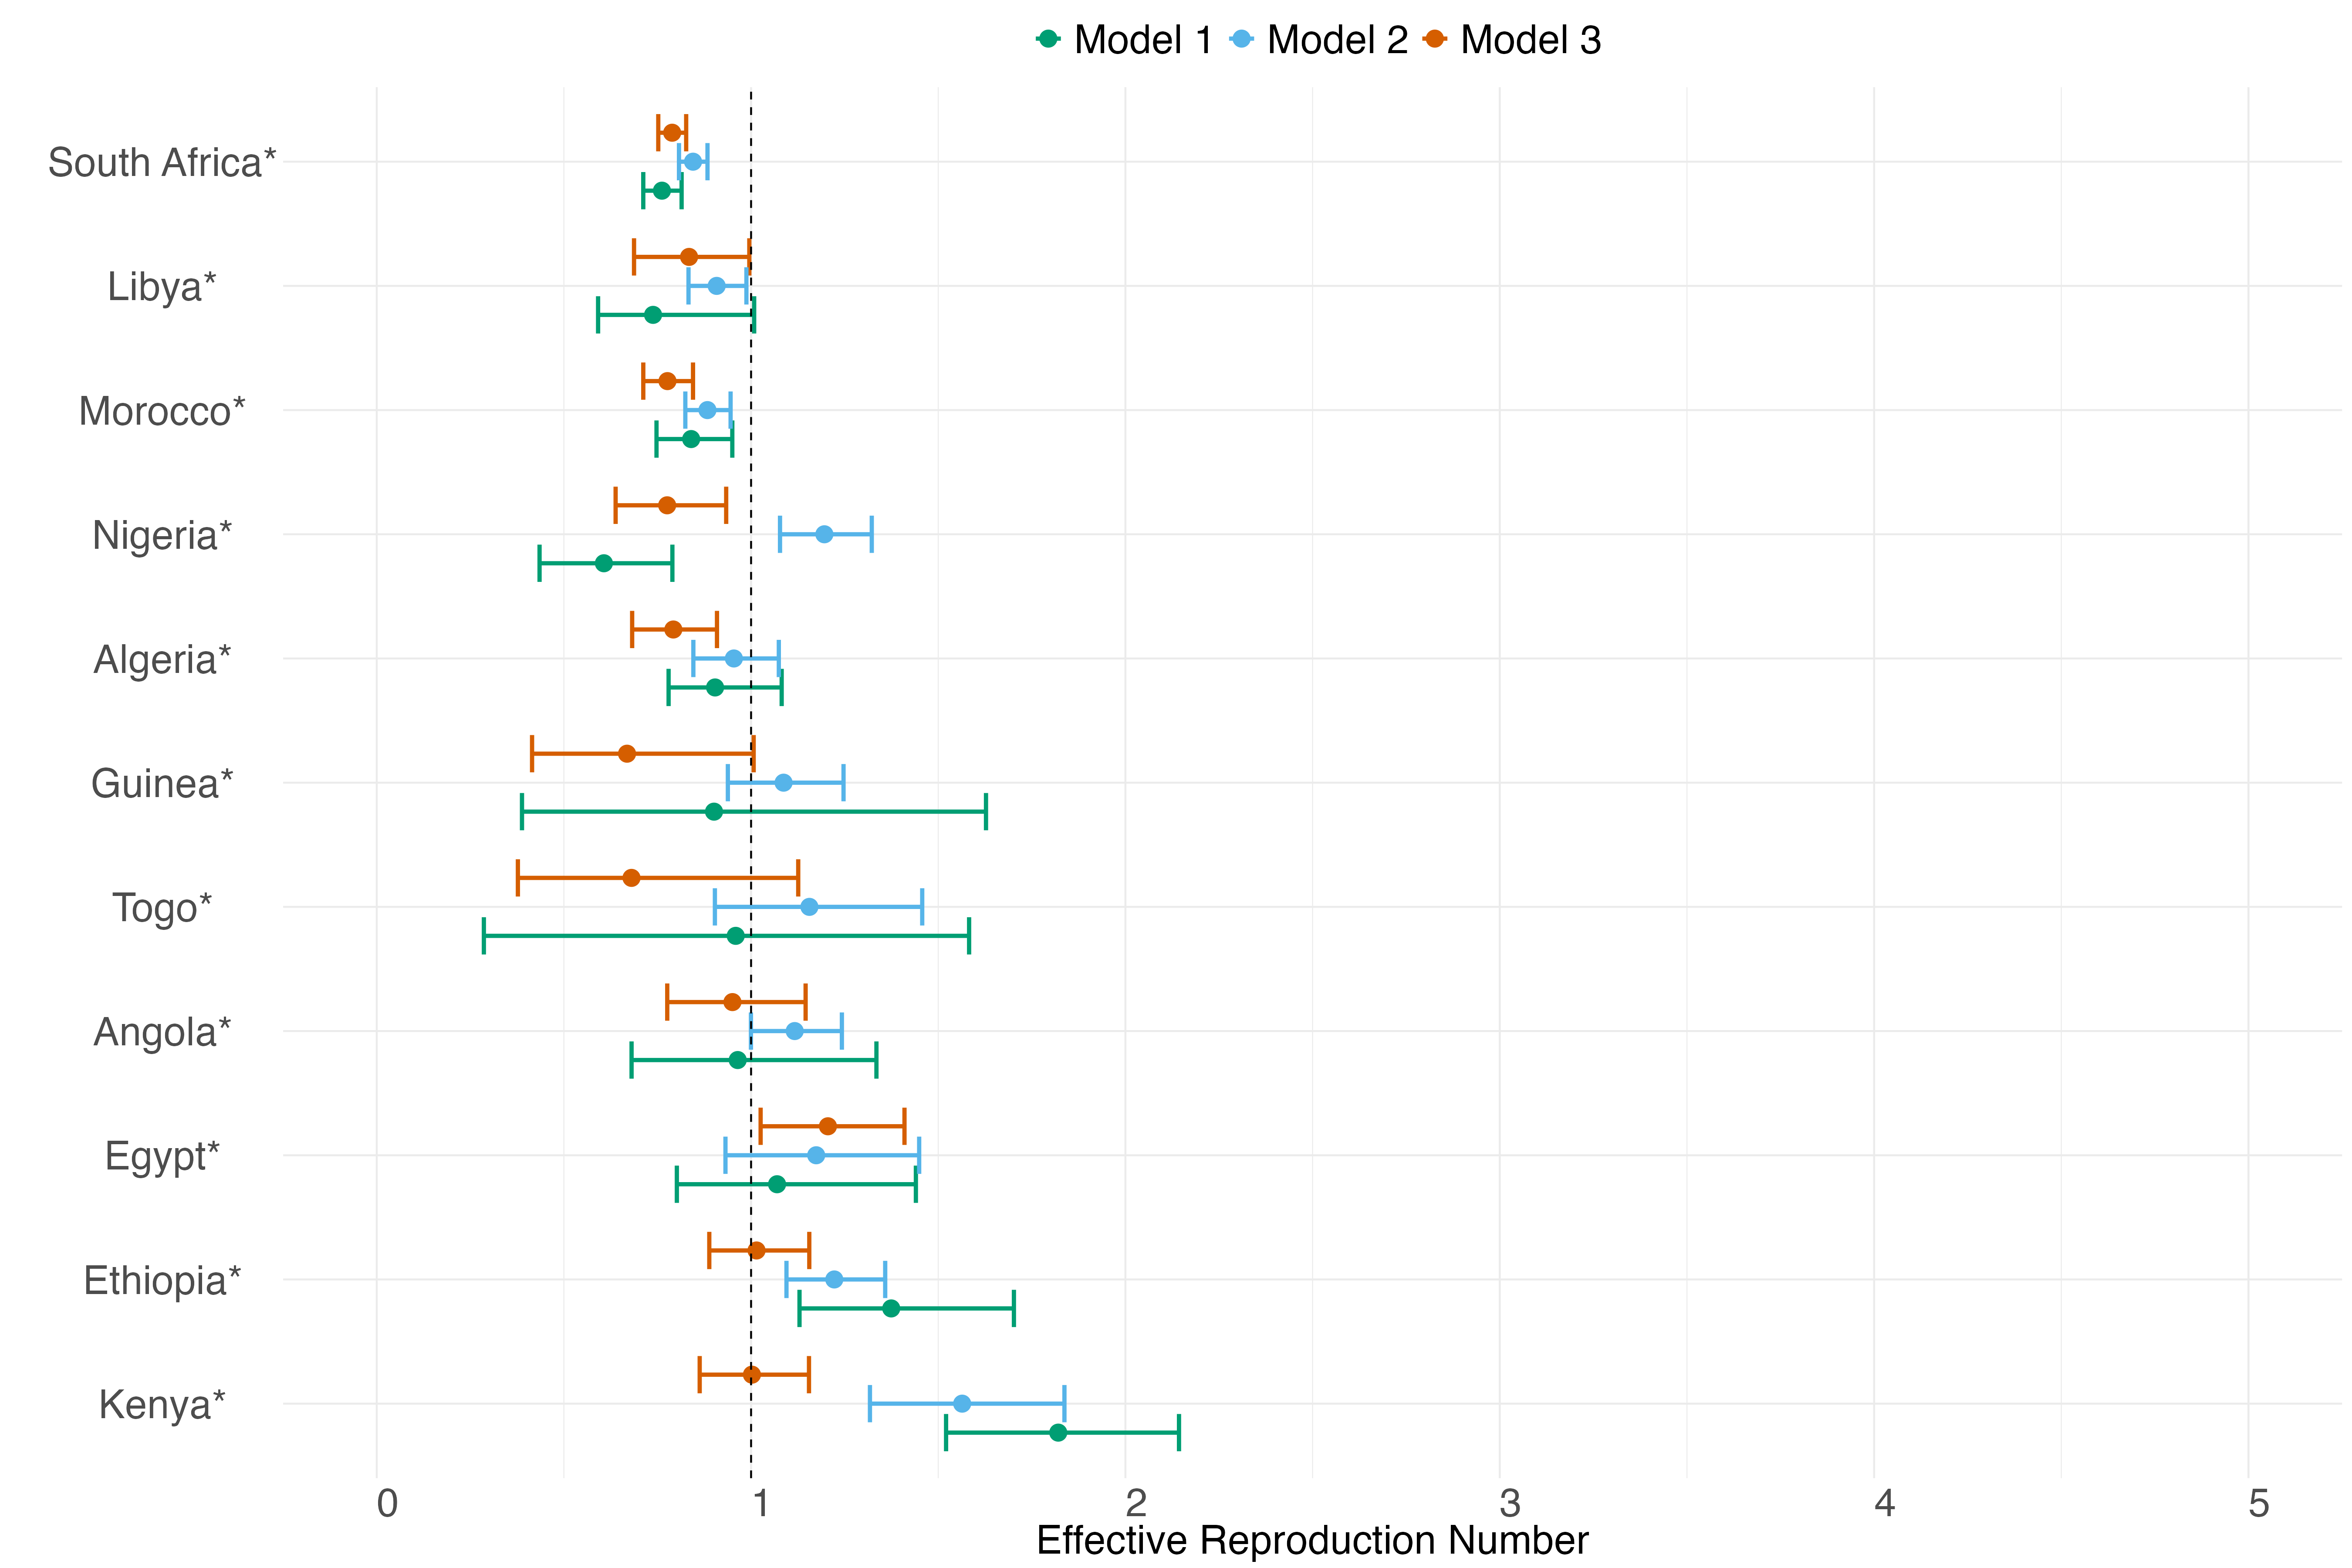 Model 1 Model 2 Model 3
South Africa*
Libya*
Morocco*
Nigeria*
Algeria*
Guinea*
Togo*
Angola*
Egypt*
Ethiopia*
Kenya*
0 1 2 3 4 5
Effective Reproduction Number